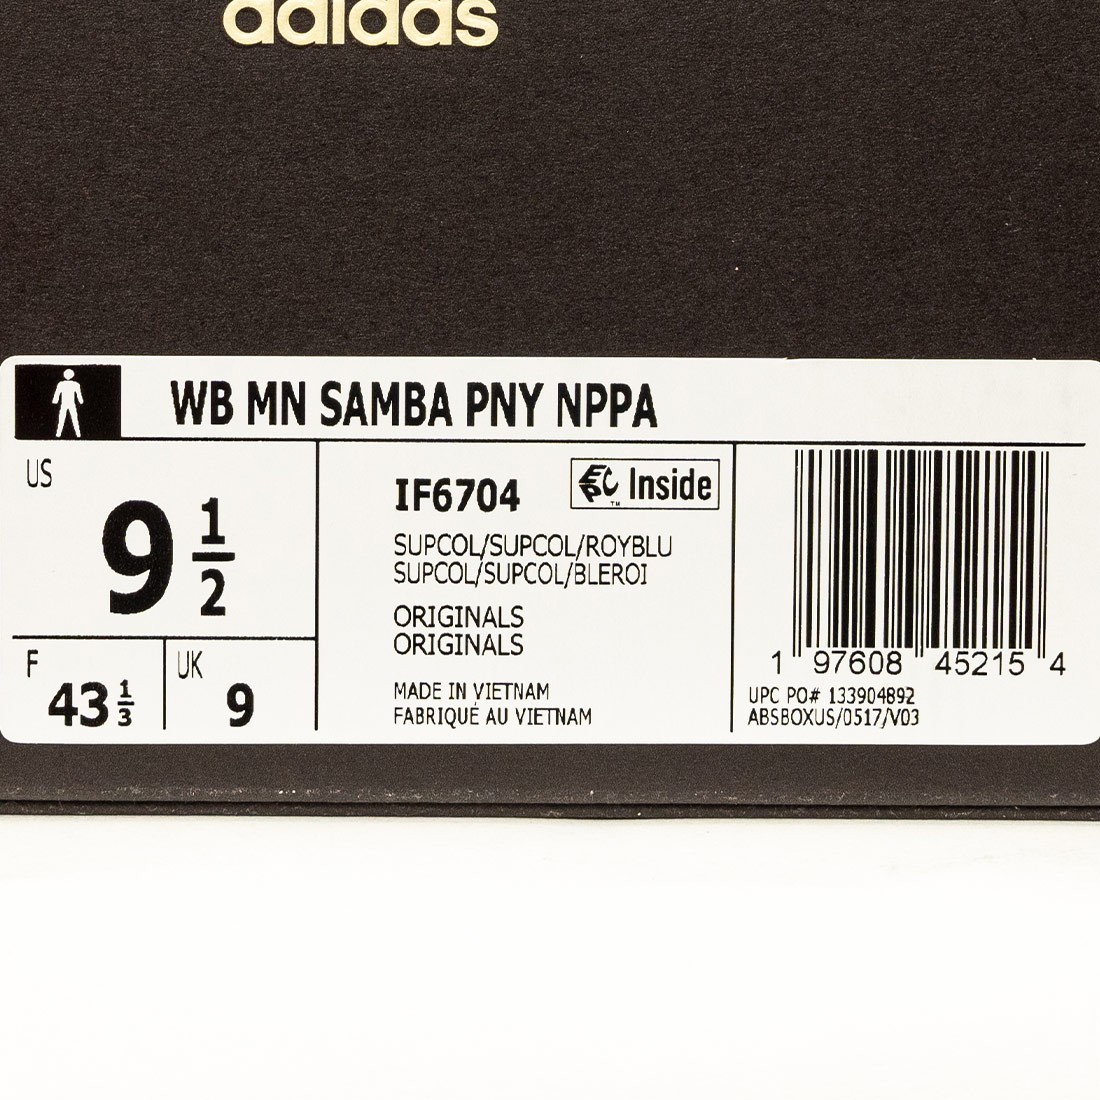 adidas
WB MN SAMBA PNY NPPA
US
9 1/2
F
43 1/3
UK
9
IF6704
EPC Inside
TM
SUPCOL/SUPCOL/ROYBLU
SUPCOL/SUPCOL/BLEROI
ORIGINALS
ORIGINALS
MADE IN VIETNAM
FABRIQUÉ AU VIETNAM
1 97608 45215 4
UPC PO# 133904892
ABSBOXUS/0517/V03